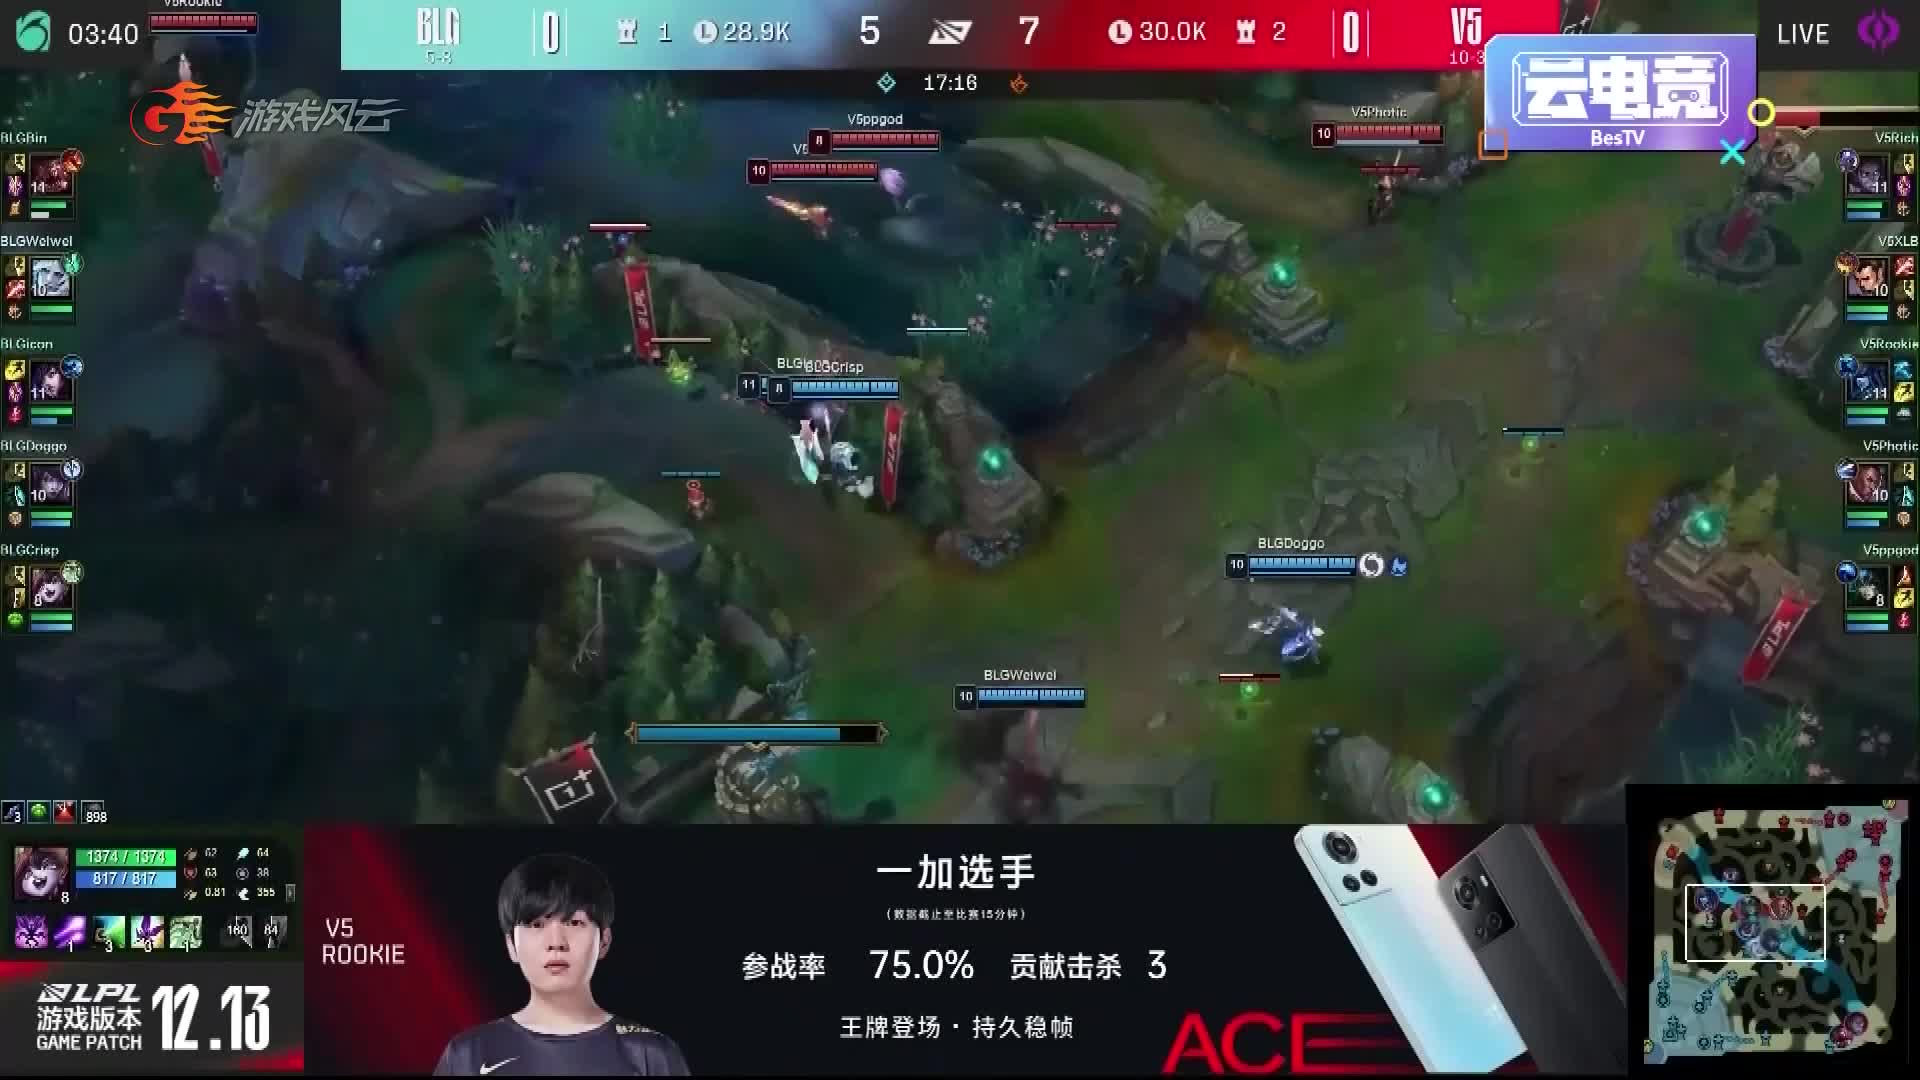 03:40
V5Rookie
BLG
5-8
0
1
28.9K
5
7
30.0K
2
0
V5
LIVE
17:16
游戏风云
云电竞
BesTV
BLGBin
14
BLGWeiwei
10
BLGicon
11
BLGDoggo
10
BLGCrisp
8
V5Rich
11
V5XLB
10
V5Rookie
11
V5Photic
10
V5ppgod
8
V5ppgod
8
10
V5Photic
10
BLGCrisp
11
8
BLGDoggo
10
BLGWeiwei
10
LPL
3
898
1374 / 1374
817 / 817
8
62
64
63
38
0.81
355
1
3
3
1
160
84
LPL
游戏版本
GAME PATCH
12.13
V5
ROOKIE
一加选手
(数据截止至比赛15分钟)
参战率 75.0% 贡献击杀 3
王牌登场·持久稳帧
ACE